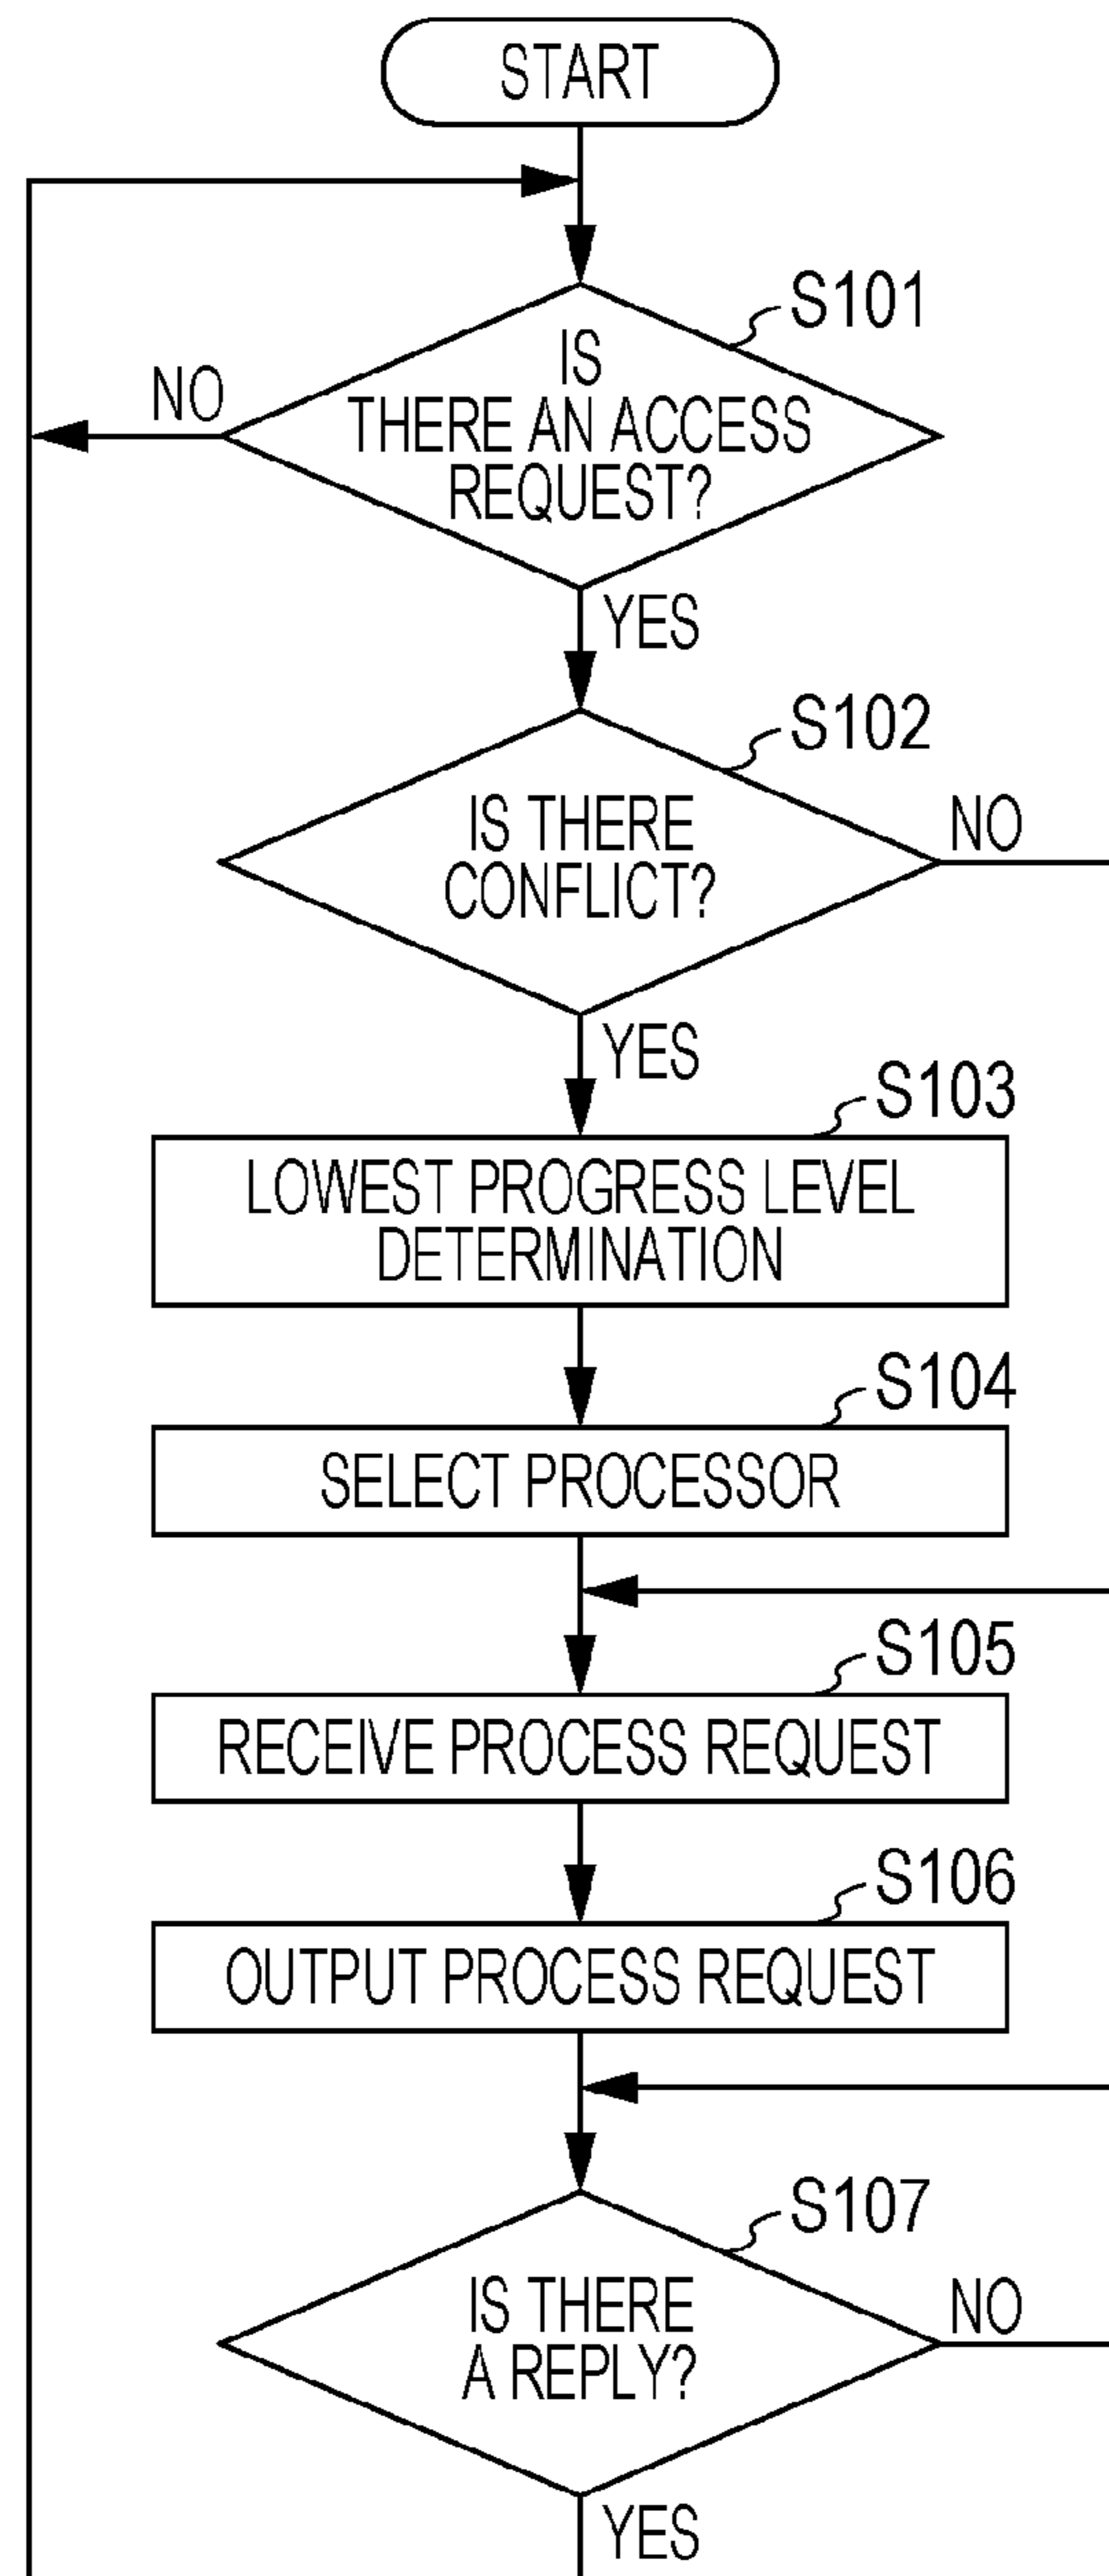 START
S101
IS
THERE AN ACCESS
REQUEST?
NO
YES
S102
IS THERE
CONFLICT?
NO
YES
S103
LOWEST PROGRESS LEVEL
DETERMINATION
S104
SELECT PROCESSOR
S105
RECEIVE PROCESS REQUEST
S106
OUTPUT PROCESS REQUEST
S107
IS THERE
A REPLY?
NO
YES